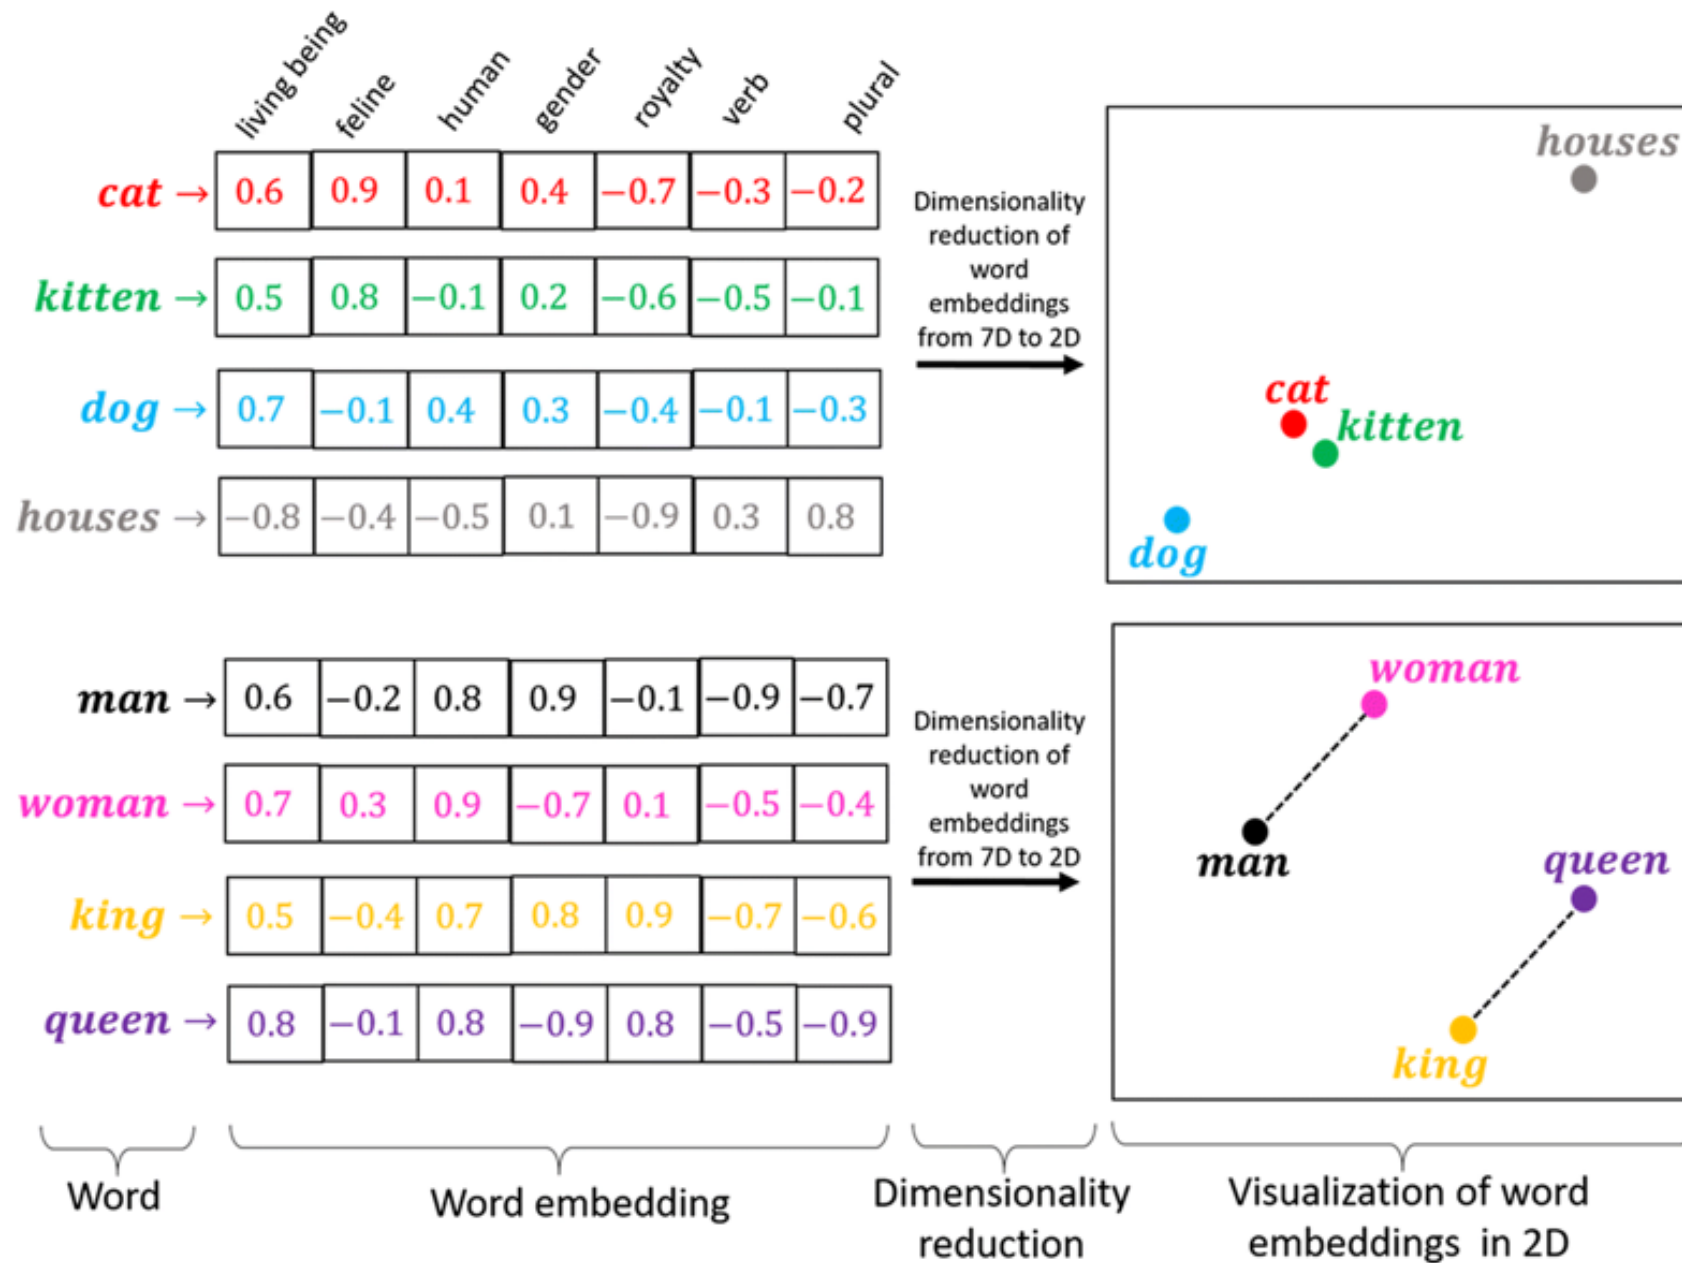 living being feline human gender royalty verb plural
cat → 0.6 0.9 0.1 0.4 −0.7 −0.3 −0.2
kitten → 0.5 0.8 −0.1 0.2 −0.6 −0.5 −0.1
dog → 0.7 −0.1 0.4 0.3 −0.4 −0.1 −0.3
houses → −0.8 −0.4 −0.5 0.1 −0.9 0.3 0.8
Dimensionality
reduction of
word
embeddings
from 7D to 2D
houses
cat
kitten
dog
man → 0.6 −0.2 0.8 0.9 −0.1 −0.9 −0.7
woman → 0.7 0.3 0.9 −0.7 0.1 −0.5 −0.4
king → 0.5 −0.4 0.7 0.8 0.9 −0.7 −0.6
queen → 0.8 −0.1 0.8 −0.9 0.8 −0.5 −0.9
Dimensionality
reduction of
word
embeddings
from 7D to 2D
woman
man
queen
king
Word
Word embedding
Dimensionality
reduction
Visualization of word
embeddings in 2D